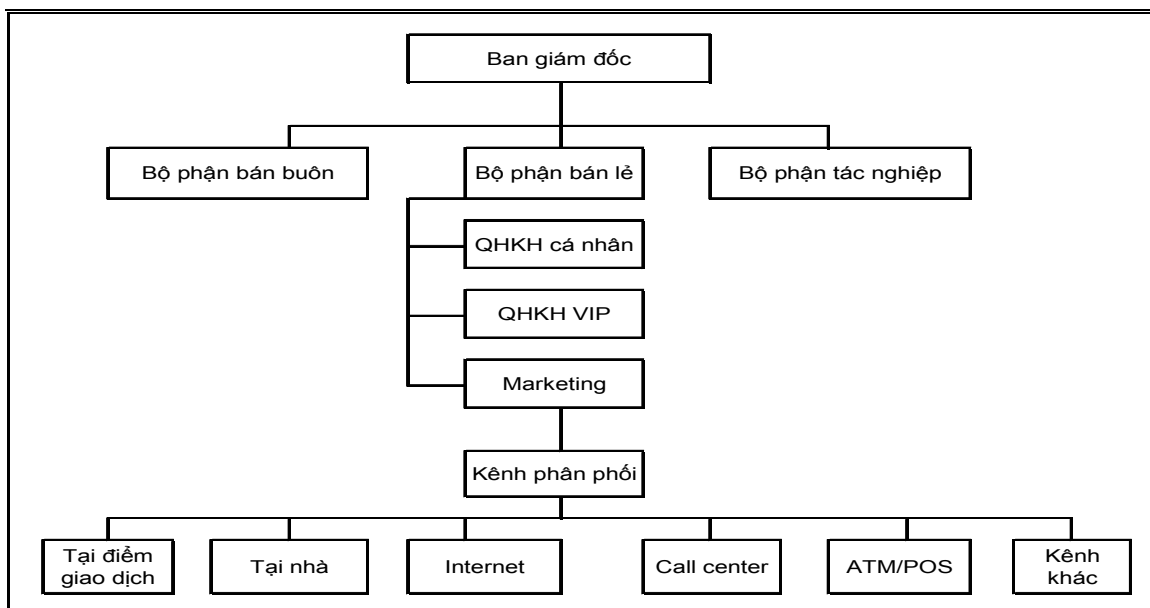 Ban giám đốc
Bộ phận bán buôn
Bộ phận bán lẻ
Bộ phận tác nghiệp
QHKH cá nhân
QHKH VIP
Marketing
Kênh phân phối
Tại điểm
giao dịch
Tại nhà
Internet
Call center
ATM/POS
Kênh
khác